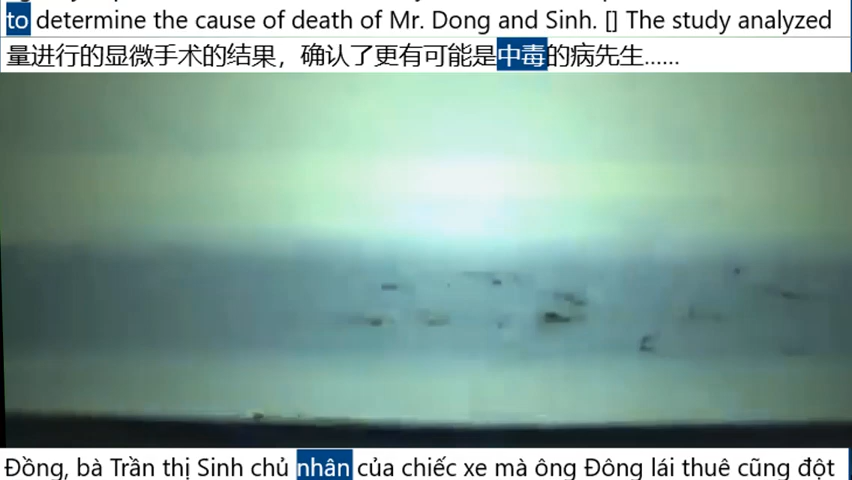 to determine the cause of death of Mr. Dong and Sinh. [] The study analyzed
量进行的显微手术的结果，确认了更有可能是中毒的病先生......
Đồng, bà Trần thị Sinh chủ nhân của chiếc xe mà ông Đông lái thuê cũng đột